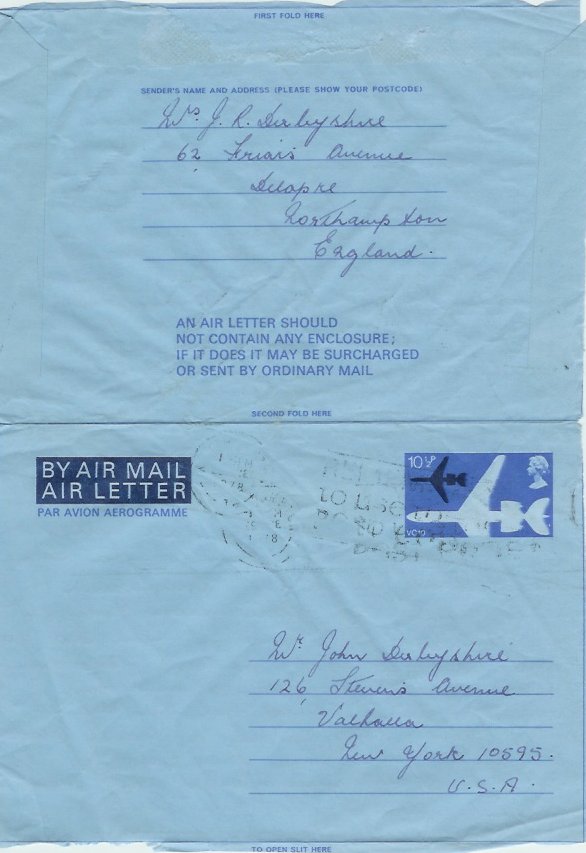 FIRST FOLD HERE
SENDER'S NAME AND ADDRESS (PLEASE SHOW YOUR POSTCODE)
Mrs. J. R. Derbyshire
62 Friars Avenue
Delapre
Northampton
England.
AN AIR LETTER SHOULD
NOT CONTAIN ANY ENCLOSURE;
IF IT DOES IT MAY BE SURCHARGED
OR SENT BY ORDINARY MAIL
SECOND FOLD HERE
BY AIR MAIL
AIR LETTER
PAR AVION AEROGRAMME
10½P
VC10
Mr John Derbyshire
126 Stevens Avenue
Valhalla
New York 10595.
U.S.A.
TO OPEN SLIT HERE